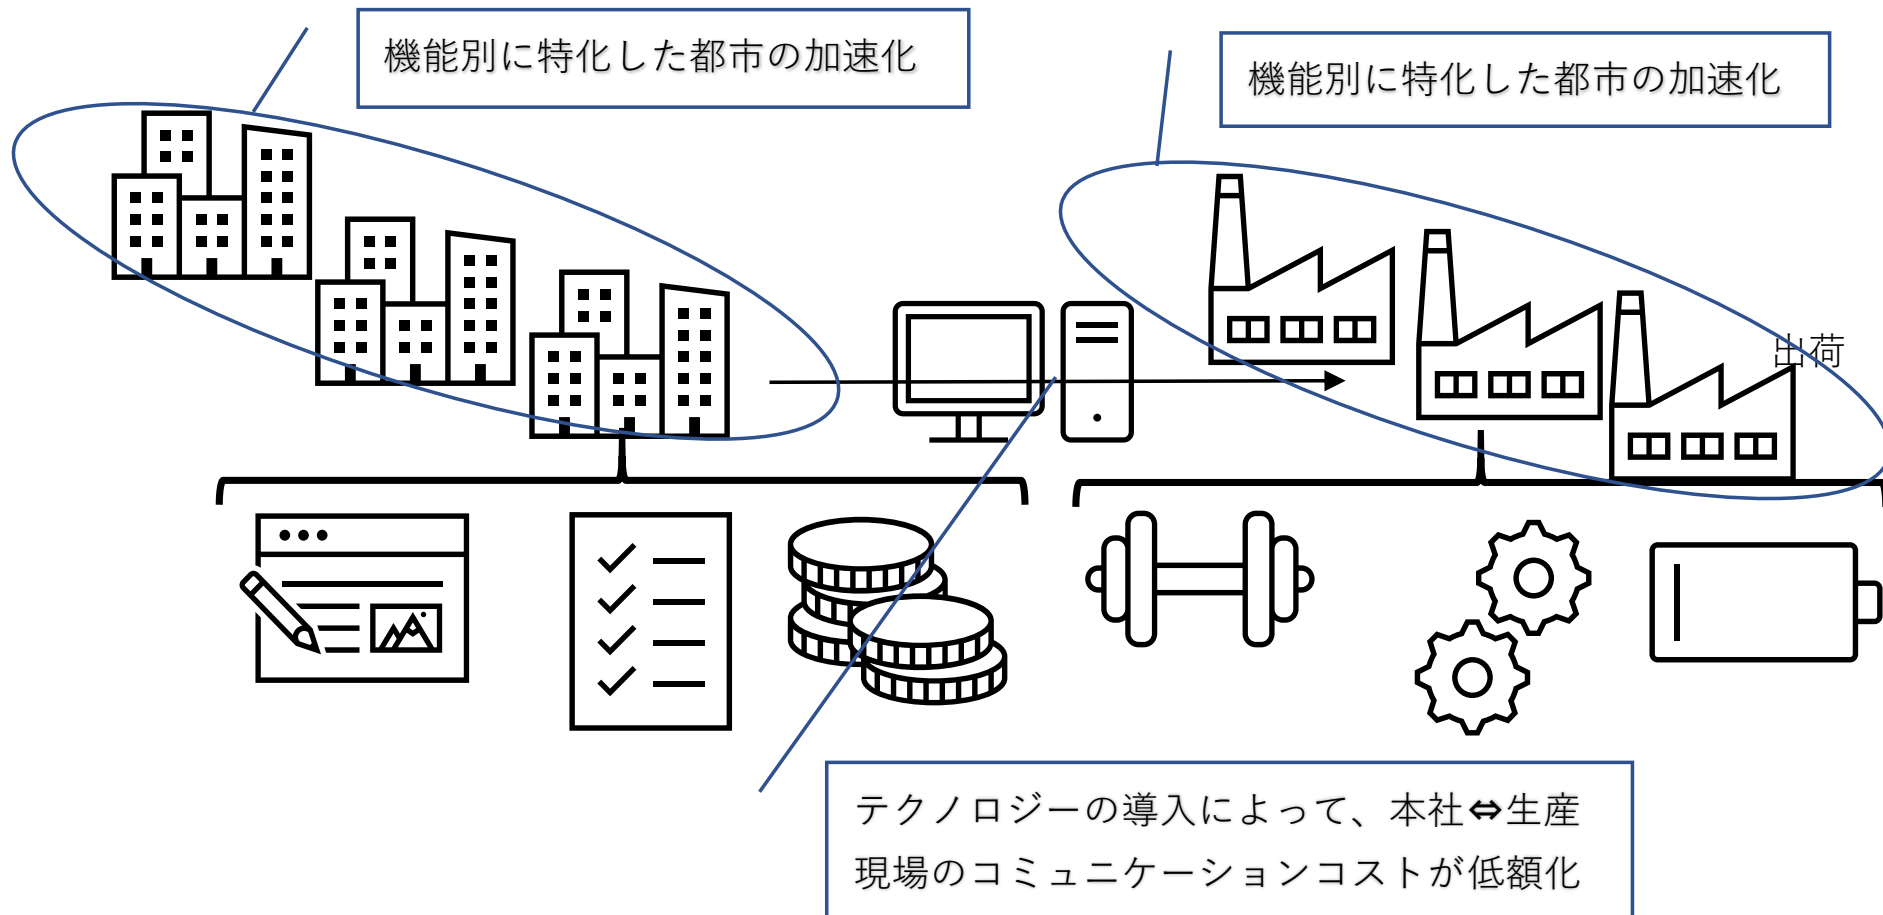 機能別に特化した都市の加速化
機能別に特化した都市の加速化
出荷
テクノロジーの導入によって、本社⇔生産
現場のコミュニケーションコストが低額化